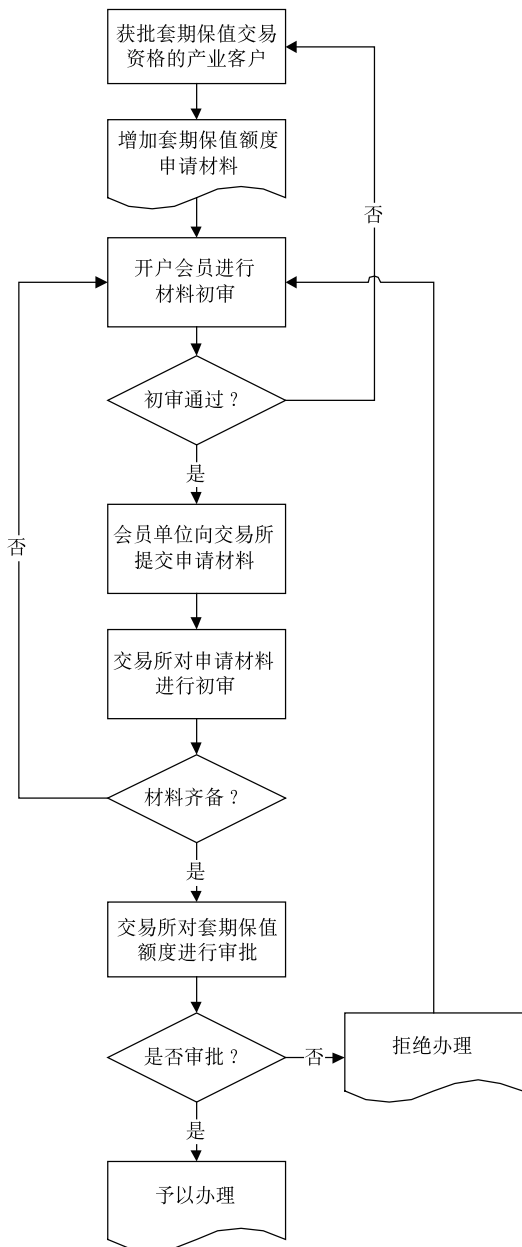 获批套期保值交易
资格的产业客户
增加套期保值额度
申请材料
否
开户会员进行
材料初审
初审通过？
是
会员单位向交易所
提交申请材料
否
交易所对申请材料
进行初审
材料齐备？
是
交易所对套期保值
额度进行审批
是否审批？
否
拒绝办理
是
予以办理